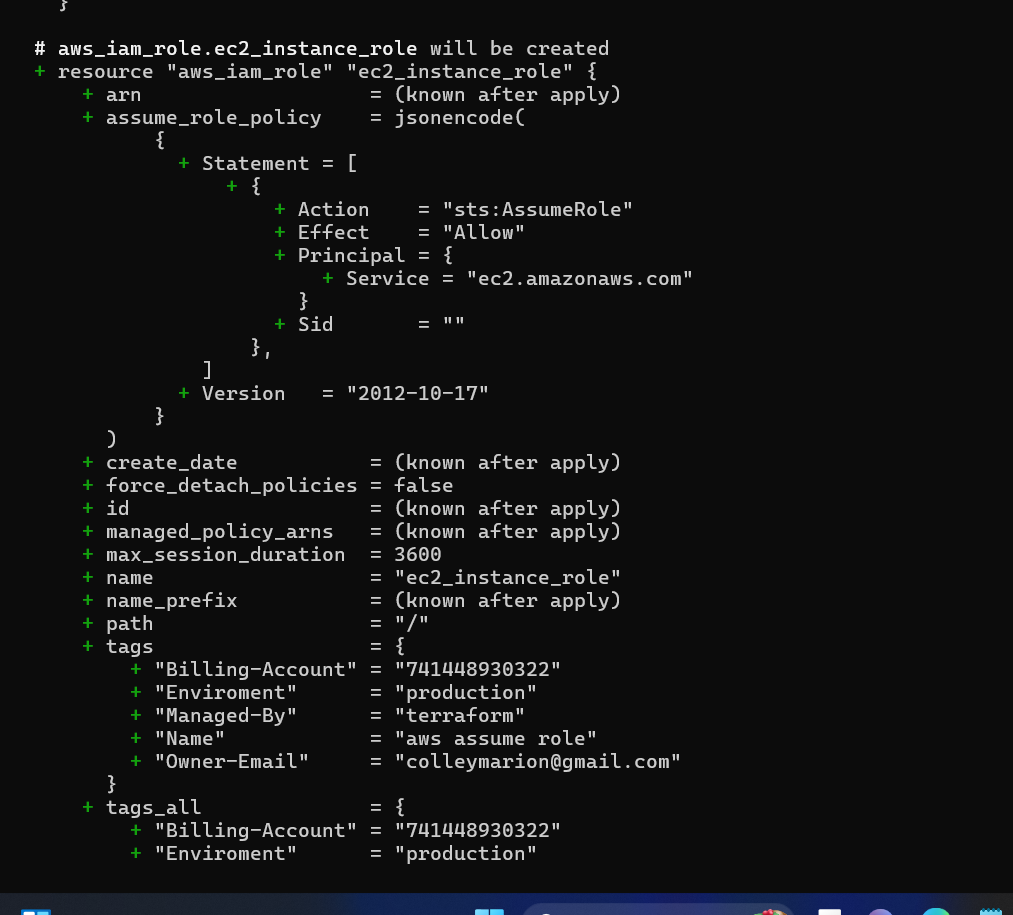 }
# aws_iam_role.ec2_instance_role will be created
+ resource "aws_iam_role" "ec2_instance_role" {
+ arn = (known after apply)
+ assume_role_policy = jsonencode(
{
+ Statement = [
+ {
+ Action = "sts:AssumeRole"
+ Effect = "Allow"
+ Principal = {
+ Service = "ec2.amazonaws.com"
}
+ Sid = ""
},
]
+ Version = "2012-10-17"
}
)
+ create_date = (known after apply)
+ force_detach_policies = false
+ id = (known after apply)
+ managed_policy_arns = (known after apply)
+ max_session_duration = 3600
+ name = "ec2_instance_role"
+ name_prefix = (known after apply)
+ path = "/"
+ tags = {
+ "Billing-Account" = "741448930322"
+ "Enviroment" = "production"
+ "Managed-By" = "terraform"
+ "Name" = "aws assume role"
+ "Owner-Email" = "colleymarion@gmail.com"
}
+ tags_all = {
+ "Billing-Account" = "741448930322"
+ "Enviroment" = "production"